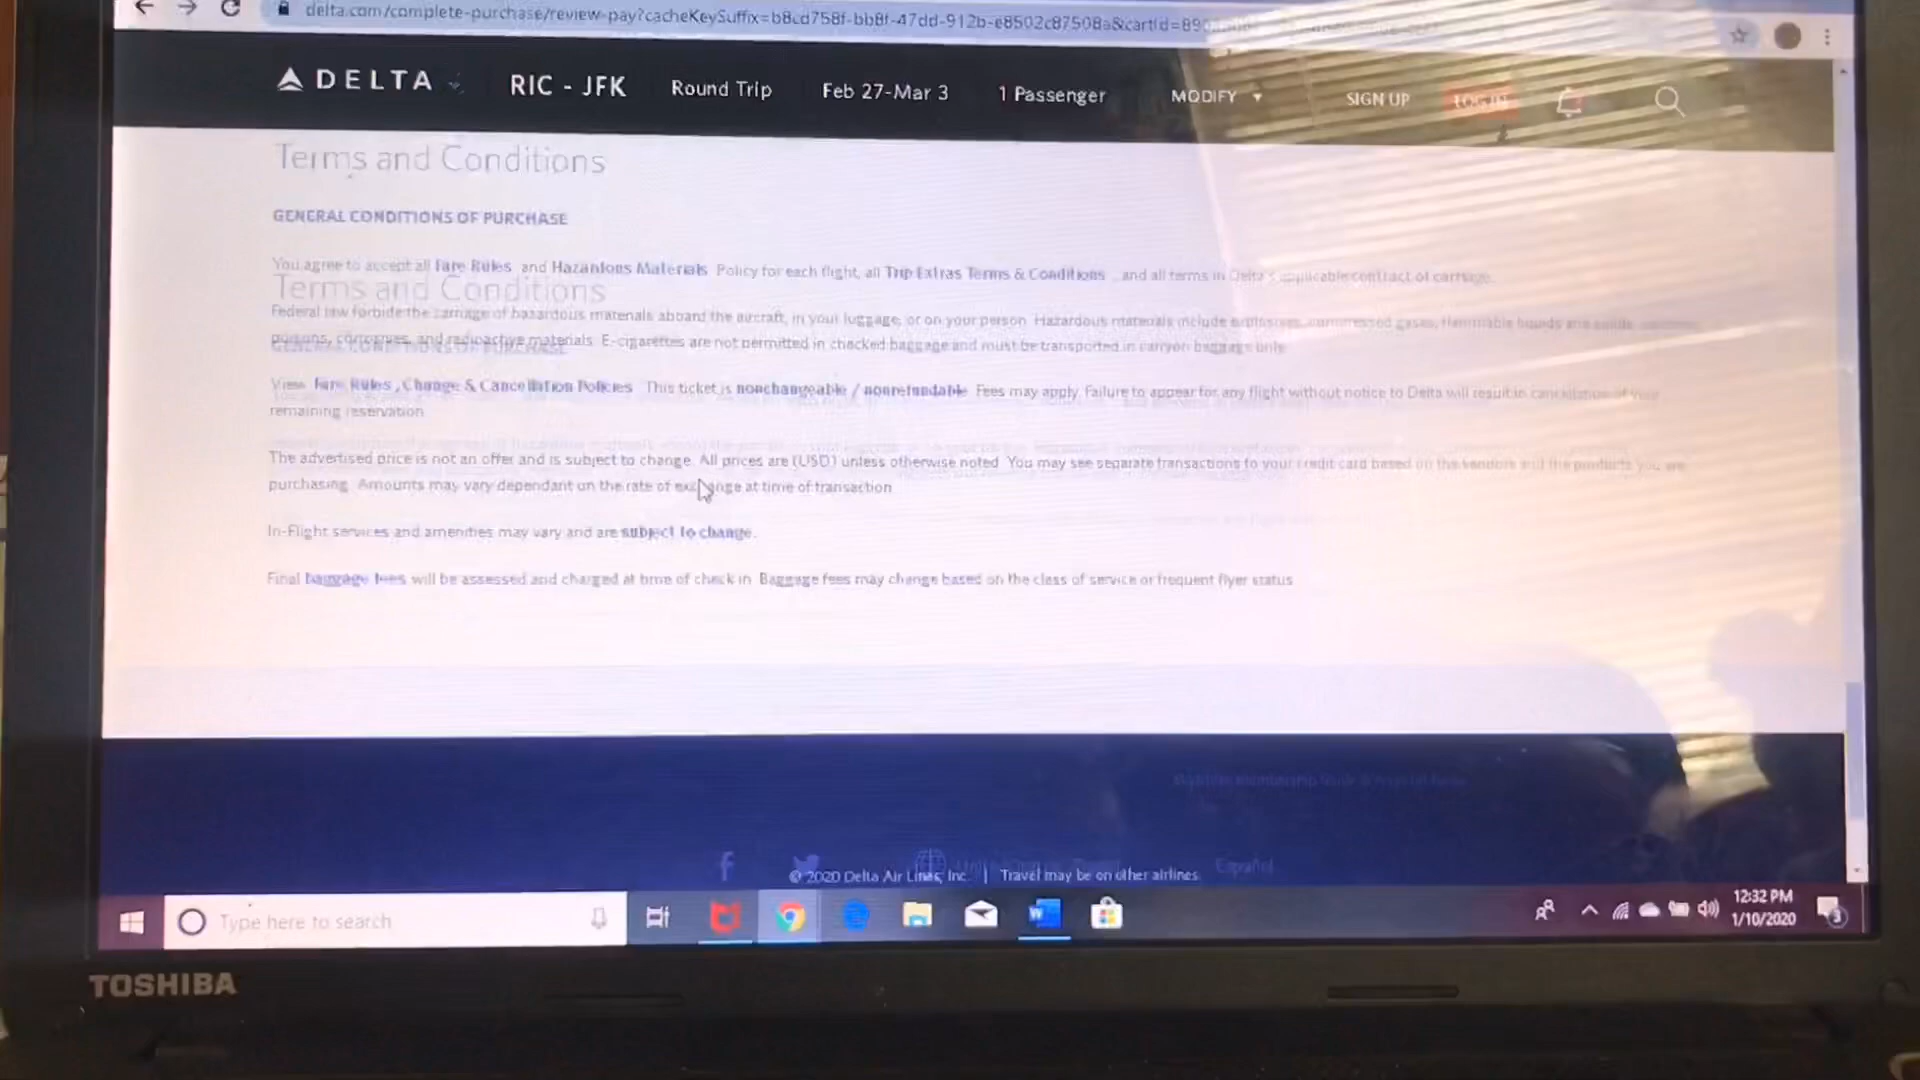 delta.com/complete-purchase/review-pay?cacheKeySuffix=b8cd758f-bb8f-47dd-912b-e8502c87508a&cartId=89
DELTA RIC - JFK Round Trip Feb 27-Mar 3 1 Passenger MODIFY SIGN UP LOG IN
Terms and Conditions
GENERAL CONDITIONS OF PURCHASE
You agree to accept all Fare Rules and Hazardous Materials Policy for each flight, all Trip Extras Terms & Conditions , and all terms in Delta's applicable contract of carriage.
Terms and Conditions
Federal law forbids the carriage of hazardous materials aboard the aircraft, in your luggage, or on your person. Hazardous materials include explosives, compressed gases, flammable liquids and solids,
poisons, corrosives, and radioactive materials. E-cigarettes are not permitted in checked baggage and must be transported in carryon baggage only.
GENERAL CONDITIONS OF PURCHASE
View Fare Rules , Change & Cancellation Policies This ticket is nonchangeable / nonrefundable Fees may apply. Failure to appear for any flight without notice to Delta will result in cancellation of your
remaining reservation.
The advertised price is not an offer and is subject to change. All prices are (USD) unless otherwise noted. You may see separate transactions to your credit card based on the vendors and the products you are
purchasing. Amounts may vary dependant on the rate of exchange at time of transaction.
In-Flight services and amenities may vary and are subject to change.
Final baggage fees will be assessed and charged at time of check in. Baggage fees may change based on the class of service or frequent flyer status
Español
© 2020 Delta Air Lines, Inc. | Travel may be on other airlines.
Type here to search
12:32 PM
1/10/2020
3
TOSHIBA